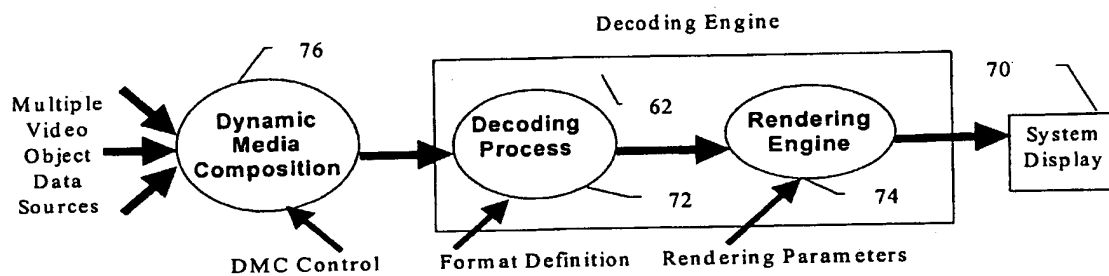 Decoding Engine
76
Multiple
Video
Object
Data
Sources
Dynamic
Media
Composition
Decoding
Process
62
72
Rendering
Engine
74
70
System
Display
DMC Control
Format Definition
Rendering Parameters